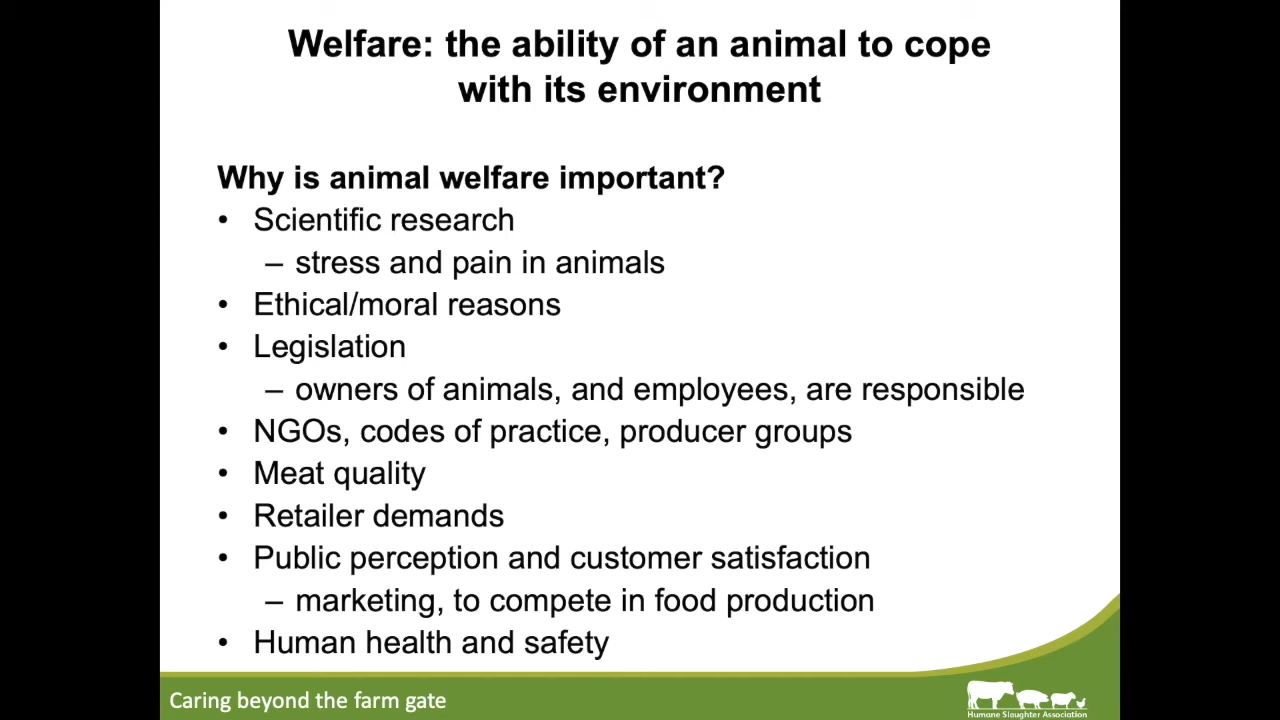 Welfare: the ability of an animal to cope
with its environment
Why is animal welfare important?
• Scientific research
– stress and pain in animals
• Ethical/moral reasons
• Legislation
– owners of animals, and employees, are responsible
• NGOs, codes of practice, producer groups
• Meat quality
• Retailer demands
• Public perception and customer satisfaction
– marketing, to compete in food production
• Human health and safety
Caring beyond the farm gate
Humane Slaughter Association